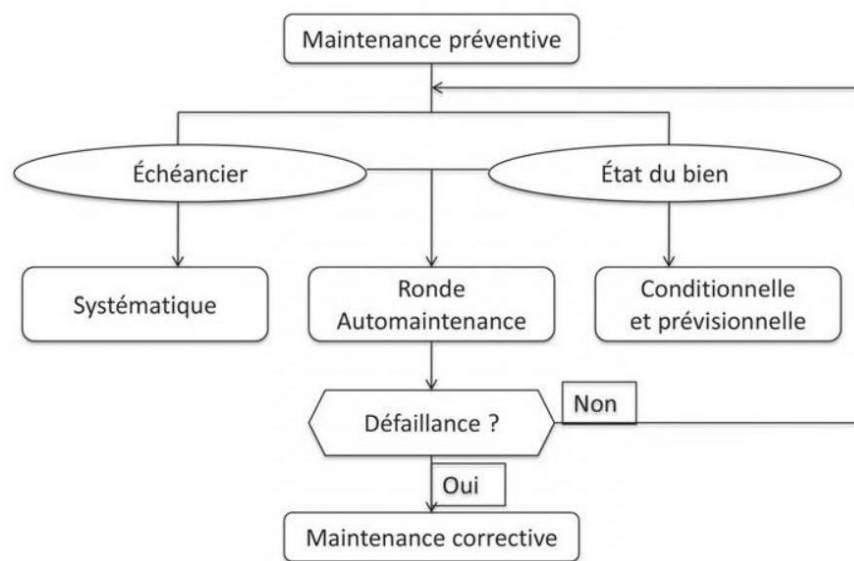 Maintenance préventive
Échéancier
État du bien
Systématique
Ronde
Automaintenance
Conditionnelle
et prévisionnelle
Défaillance ?
Non
Oui
Maintenance corrective